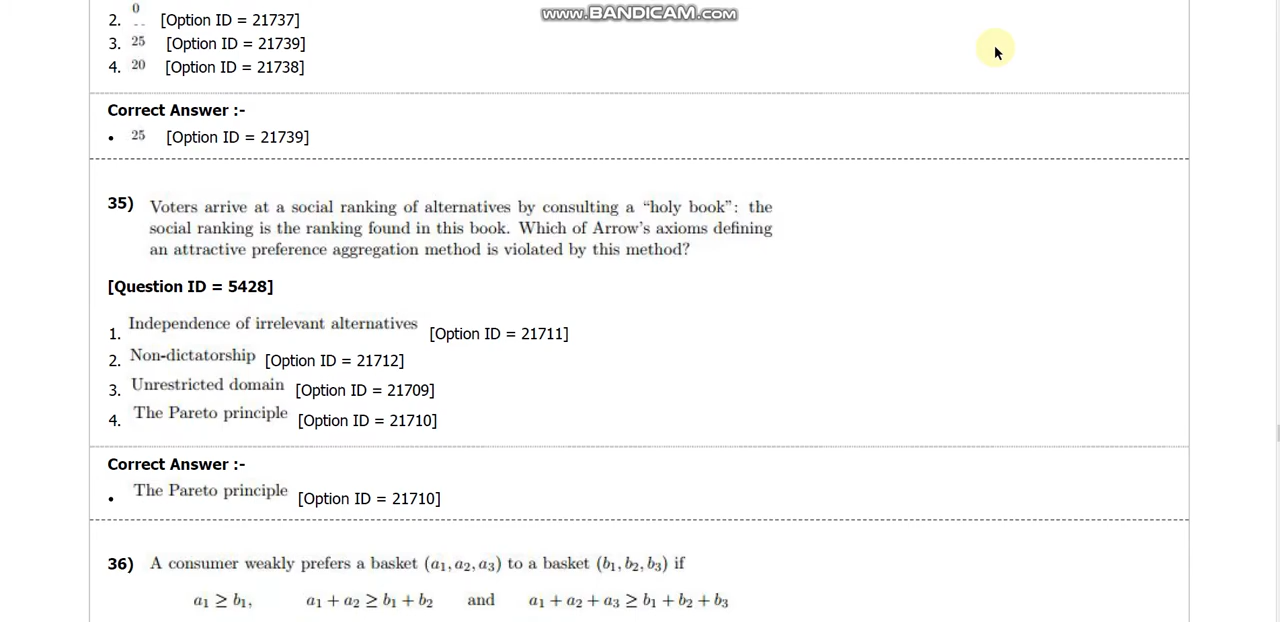 www.BANDICAM.com
0
2. [Option ID = 21737]
3. 25 [Option ID = 21739]
4. 20 [Option ID = 21738]
Correct Answer :-
• 25 [Option ID = 21739]
35) Voters arrive at a social ranking of alternatives by consulting a “holy book”: the
social ranking is the ranking found in this book. Which of Arrow’s axioms defining
an attractive preference aggregation method is violated by this method?
[Question ID = 5428]
1. Independence of irrelevant alternatives [Option ID = 21711]
2. Non-dictatorship [Option ID = 21712]
3. Unrestricted domain [Option ID = 21709]
4. The Pareto principle [Option ID = 21710]
Correct Answer :-
• The Pareto principle [Option ID = 21710]
36) A consumer weakly prefers a basket (a₁, a₂, a₃) to a basket (b₁, b₂, b₃) if
a₁ ≥ b₁, a₁ + a₂ ≥ b₁ + b₂ and a₁ + a₂ + a₃ ≥ b₁ + b₂ + b₃